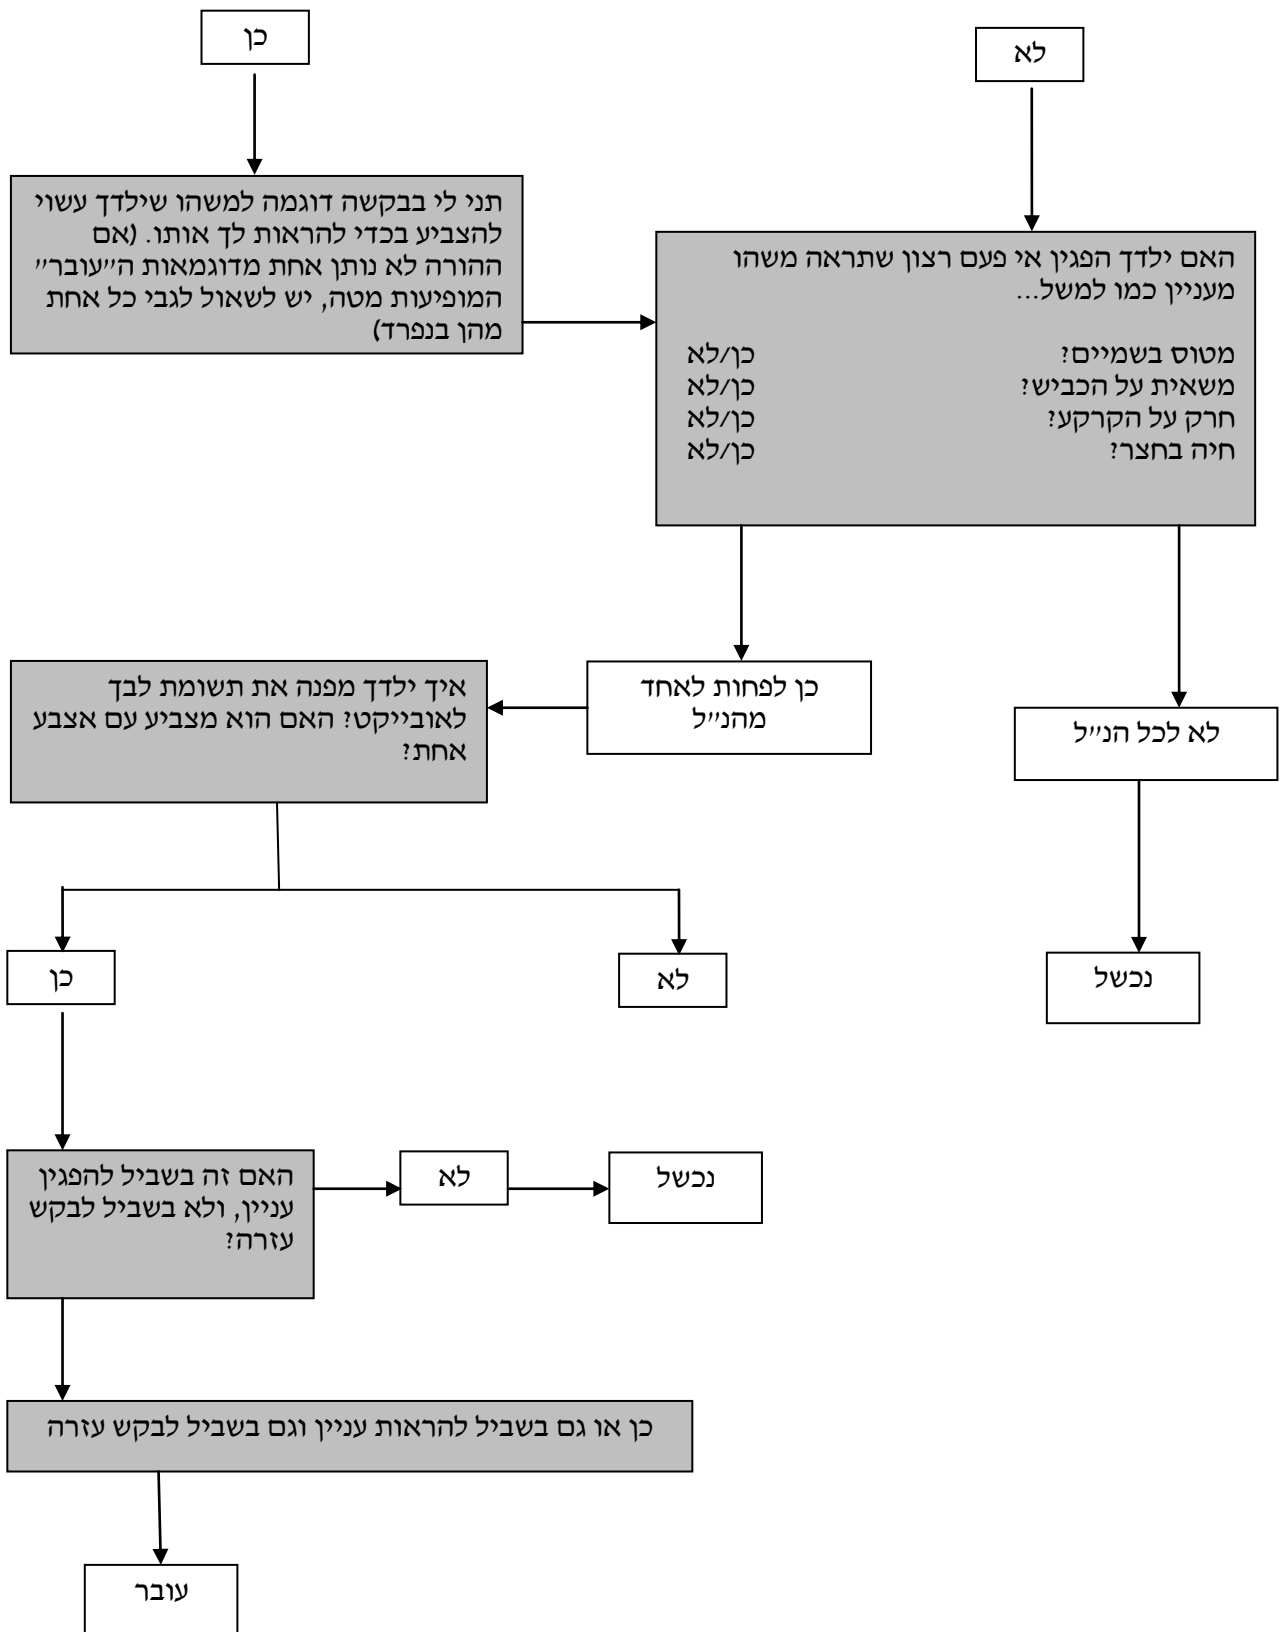 כן
לא
תני לי בבקשה דוגמה למשהו שילדך עשוי
להצביע בכדי להראות לך אותו. (אם
ההורה לא נותן אחת מדוגמאות ה״עובר״
המופיעות מטה, יש לשאול לגבי כל אחת
מהן בנפרד)
האם ילדך הפגין אי פעם רצון שתראה משהו
מעניין כמו למשל...
מטוס בשמיים? כן/לא
משאית על הכביש? כן/לא
חרק על הקרקע? כן/לא
חיה בחצר? כן/לא
כן לפחות לאחד
מהנ״ל
לא לכל הנ״ל
איך ילדך מפנה את תשומת לבך
לאובייקט? האם הוא מצביע עם אצבע
אחת?
נכשל
כן
לא
האם זה בשביל להפגין
עניין, ולא בשביל לבקש
עזרה?
לא
נכשל
כן או גם בשביל להראות עניין וגם בשביל לבקש עזרה
עובר